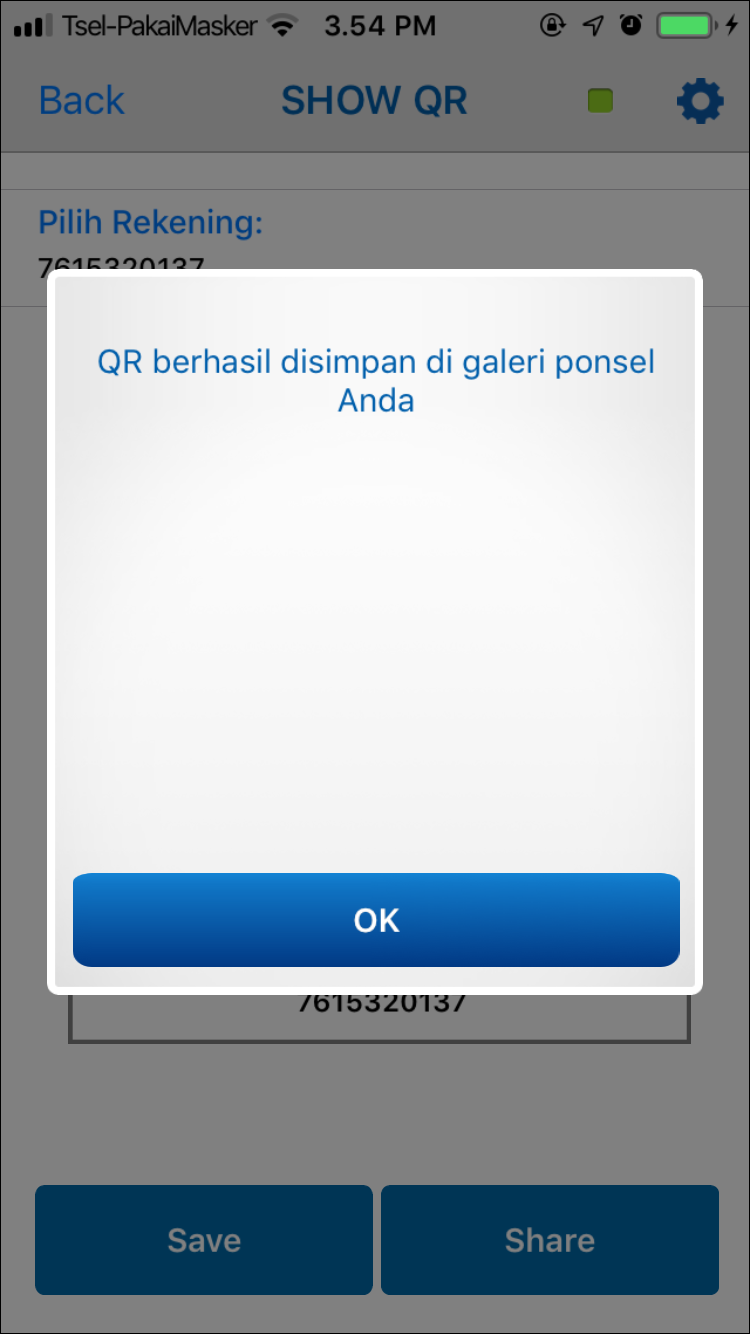 Tsel-PakaiMasker 3.54 PM
Back SHOW QR
Pilih Rekening:
7615320137
QR berhasil disimpan di galeri ponsel
Anda
OK
7615320137
Save Share